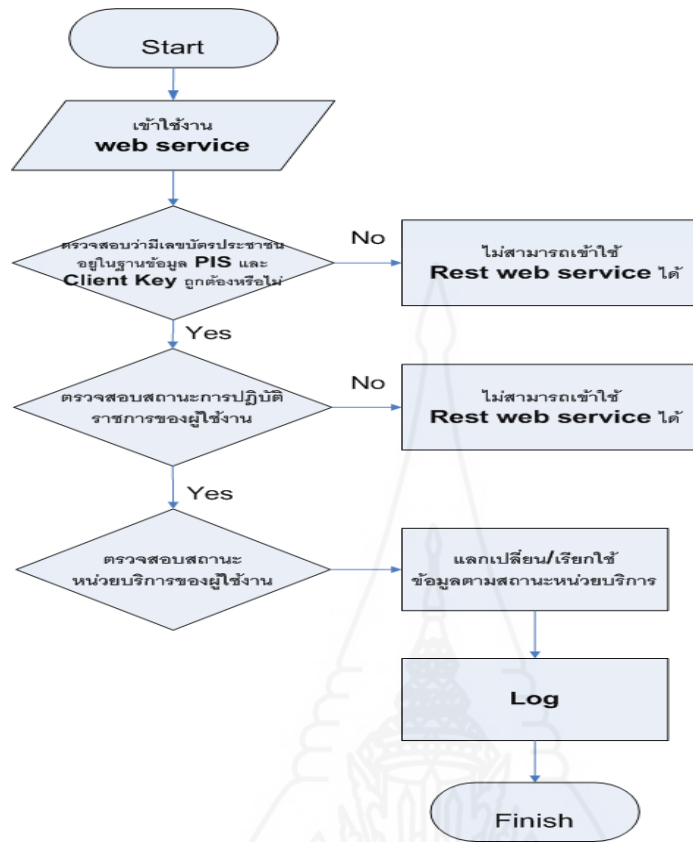 Start
เข้าใช้งาน
web service
ตรวจสอบว่ามีเลขบัตรประชาชน
อยู่ในฐานข้อมูล PIS และ
Client Key ถูกต้องหรือไม่
No
ไม่สามารถเข้าใช้
Rest web service ได้
Yes
ตรวจสอบสถานะการปฏิบัติ
ราชการของผู้ใช้งาน
No
ไม่สามารถเข้าใช้
Rest web service ได้
Yes
ตรวจสอบสถานะ
หน่วยบริการของผู้ใช้งาน
แลกเปลี่ยน/เรียกใช้
ข้อมูลตามสถานะหน่วยบริการ
Log
Finish